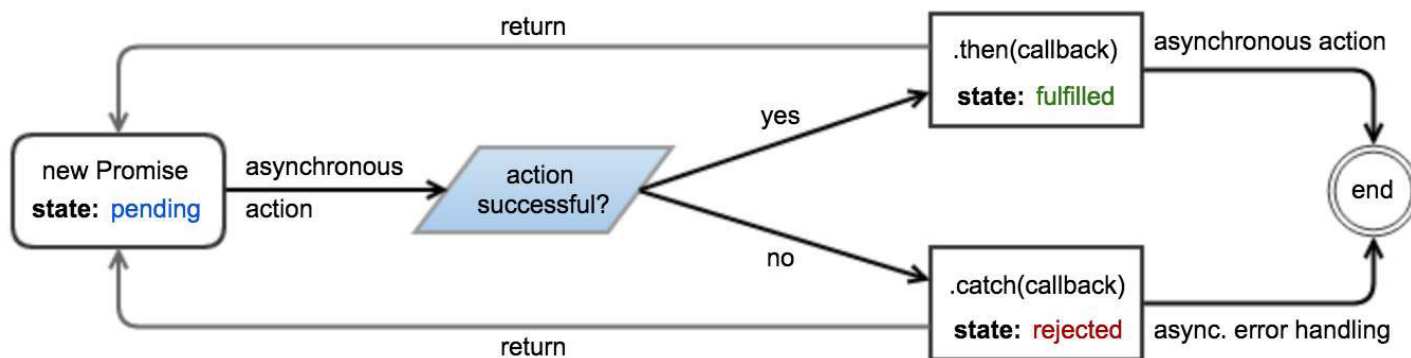 return
.then(callback)
state: fulfilled
asynchronous action
yes
new Promise
state: pending
asynchronous
action
action
successful?
end
no
.catch(callback)
state: rejected
async. error handling
return